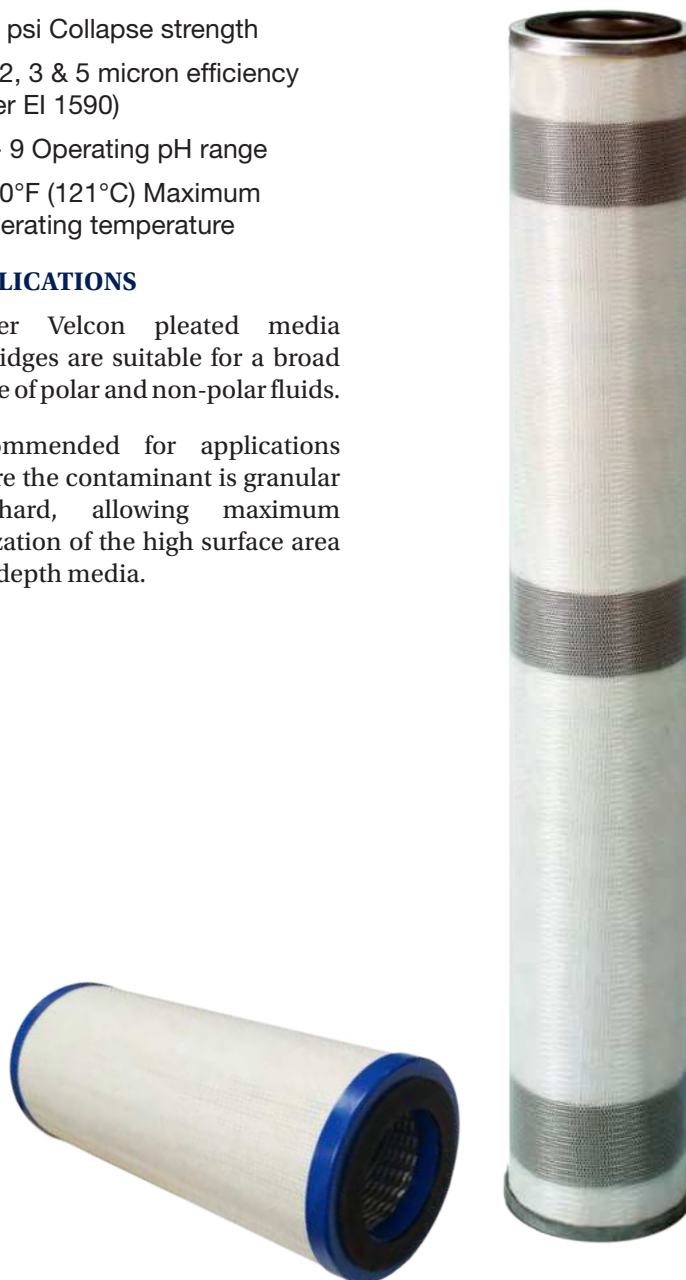 psi Collapse strength
2, 3 & 5 micron efficiency
er EI 1590)
- 9 Operating pH range
0°F (121°C) Maximum
erating temperature
LICATIONS
er Velcon pleated media
idges are suitable for a broad
e of polar and non-polar fluids.
ommended for applications
re the contaminant is granular
hard, allowing maximum
zation of the high surface area
depth media.